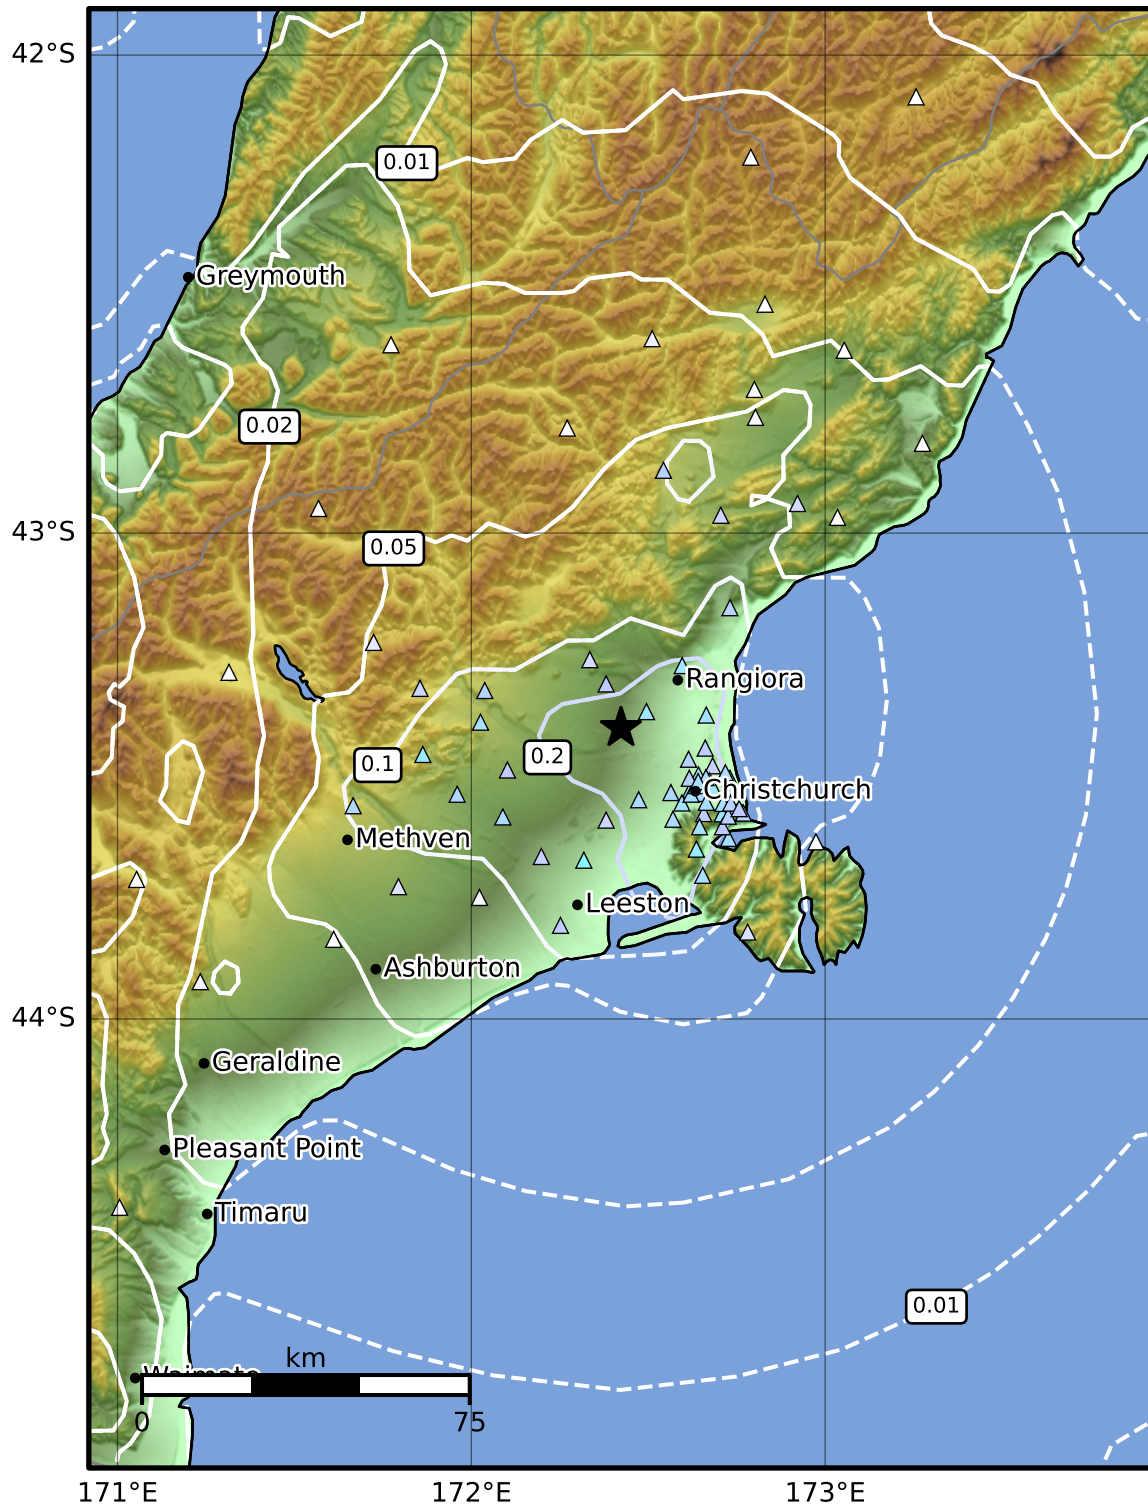 42°S
0.01
Greymouth
0.02
43°S
0.05
Rangiora
0.2
0.1
Christchurch
Methven
Leeston
Ashburton
44°S
Geraldine
Pleasant Point
Timaru
0.01
km
Waimate
0 75
171°E 172°E 173°E